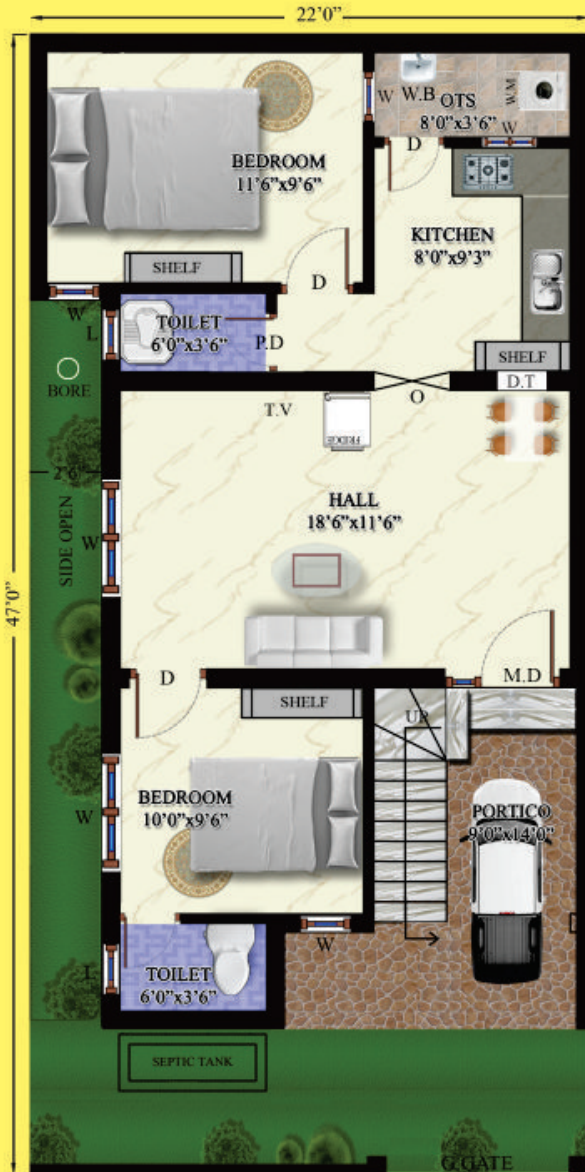 22'0"
W
W.B
OTS
8'0"x3'6"
W.M
W
D
BEDROOM
11'6"x9'6"
KITCHEN
8'0"x9'3"
SHELF
D
W
L
TOILET
6'0"x3'6"
P.D
SHELF
D.T
BORE
O
T.V
FRIDGE
2'6"
HALL
18'6"x11'6"
SIDE OPEN
W
47'0"
D
M.D
SHELF
UP
BEDROOM
10'0"x9'6"
W
PORTICO
9'0"x14'0"
W
L
TOILET
6'0"x3'6"
SEPTIC TANK
C.GATE